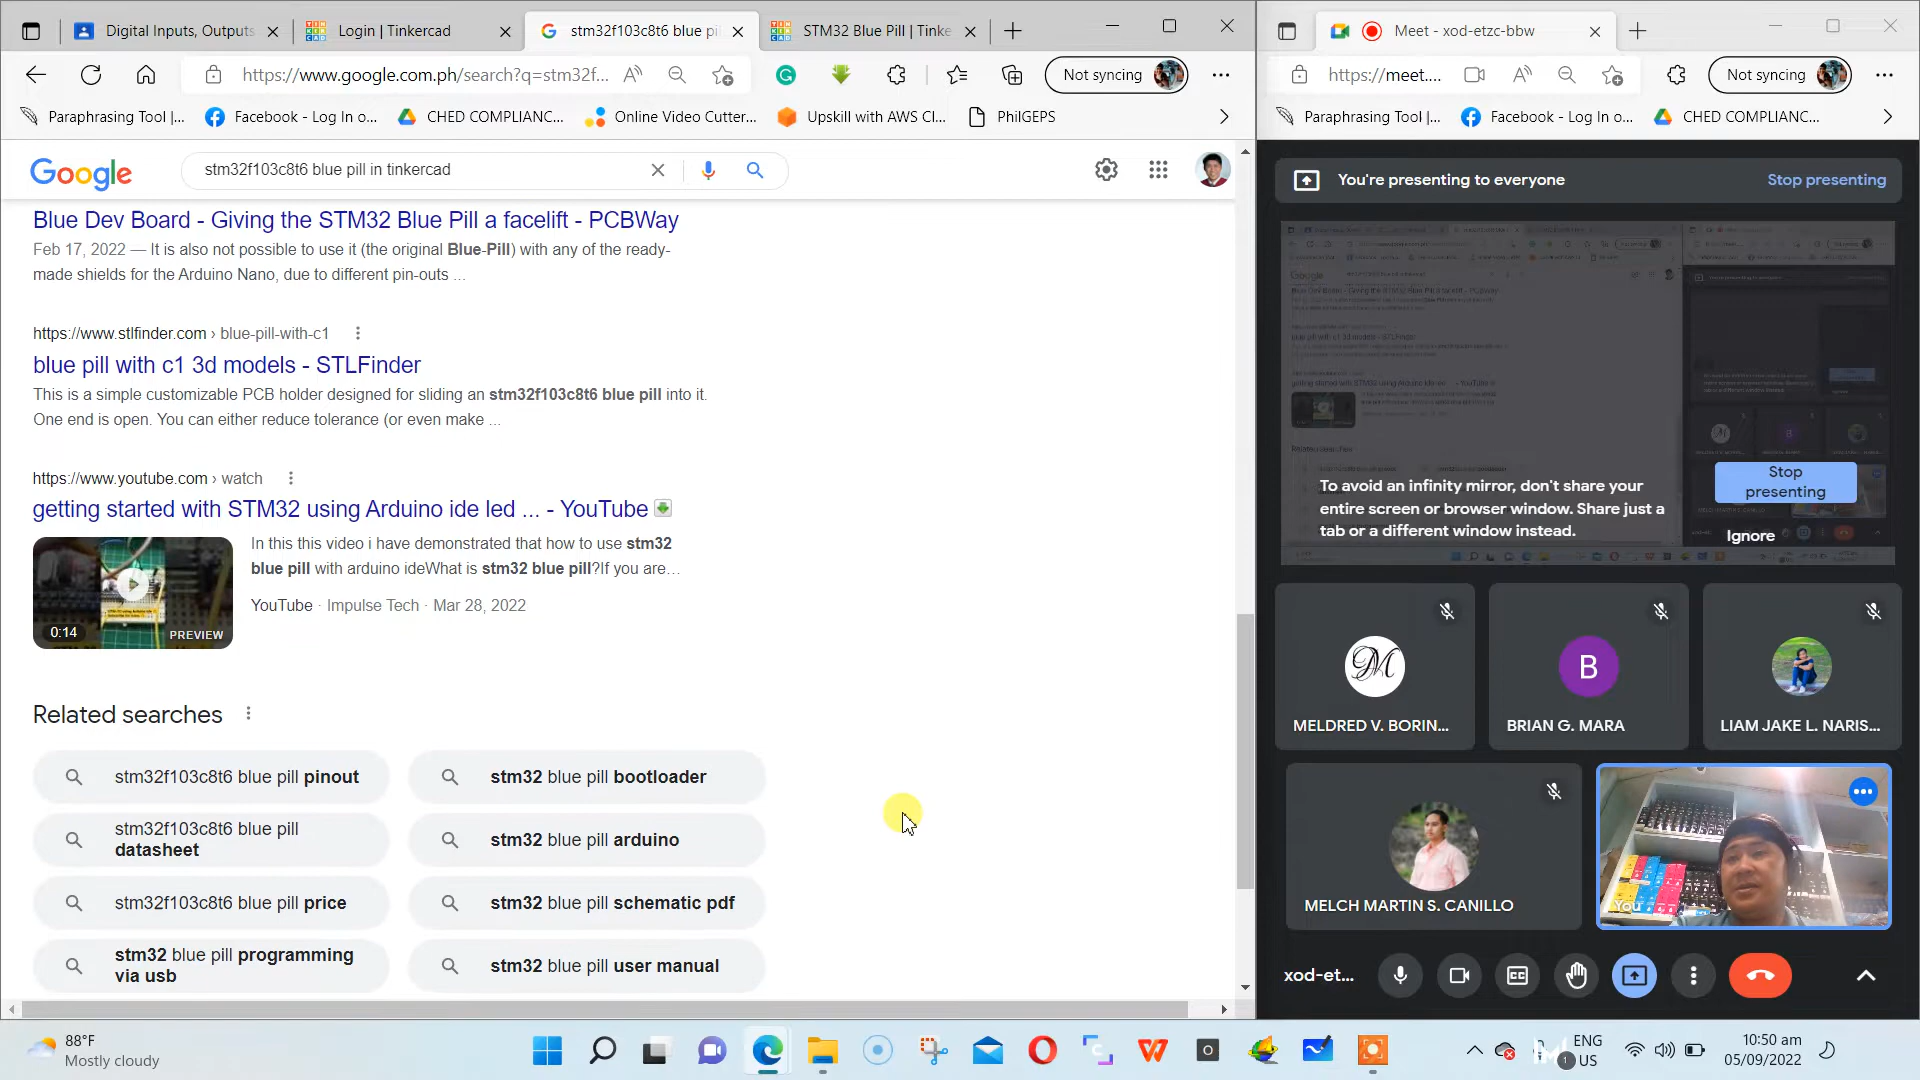 Digital Inputs, Outputs
Login | Tinkercad
stm32f103c8t6 blue pi
STM32 Blue Pill | Tinke
https://www.google.com.ph/search?q=stm32f...
Not syncing
Paraphrasing Tool |...
Facebook - Log In o...
CHED COMPLIANC...
Online Video Cutter...
Upskill with AWS Cl...
PhilGEPS
Google
stm32f103c8t6 blue pill in tinkercad
Blue Dev Board - Giving the STM32 Blue Pill a facelift - PCBWay
Feb 17, 2022 — It is also not possible to use it (the original Blue-Pill) with any of the ready-
made shields for the Arduino Nano, due to different pin-outs ...
https://www.stlfinder.com › blue-pill-with-c1
blue pill with c1 3d models - STLFinder
This is a simple customizable PCB holder designed for sliding an stm32f103c8t6 blue pill into it.
One end is open. You can either reduce tolerance (or even make ...
https://www.youtube.com › watch
getting started with STM32 using Arduino ide led ... - YouTube
0:14
PREVIEW
In this this video i have demonstrated that how to use stm32
blue pill with arduino ideWhat is stm32 blue pill?If you are...
YouTube · Impulse Tech · Mar 28, 2022
Related searches
stm32f103c8t6 blue pill pinout
stm32 blue pill bootloader
stm32f103c8t6 blue pill
datasheet
stm32 blue pill arduino
stm32f103c8t6 blue pill price
stm32 blue pill schematic pdf
stm32 blue pill programming
via usb
stm32 blue pill user manual
Meet - xod-etzc-bbw
https://meet....
Not syncing
Paraphrasing Tool |...
Facebook - Log In o...
CHED COMPLIANC...
You're presenting to everyone
Stop presenting
To avoid an infinity mirror, don't share your
entire screen or browser window. Share just a
tab or a different window instead.
Stop
presenting
Ignore
M
MELDRED V. BORIN...
B
BRIAN G. MARA
LIAM JAKE L. NARIS...
MELCH MARTIN S. CANILLO
You
xod-et...
88°F
Mostly cloudy
ENG
US
10:50 am
05/09/2022